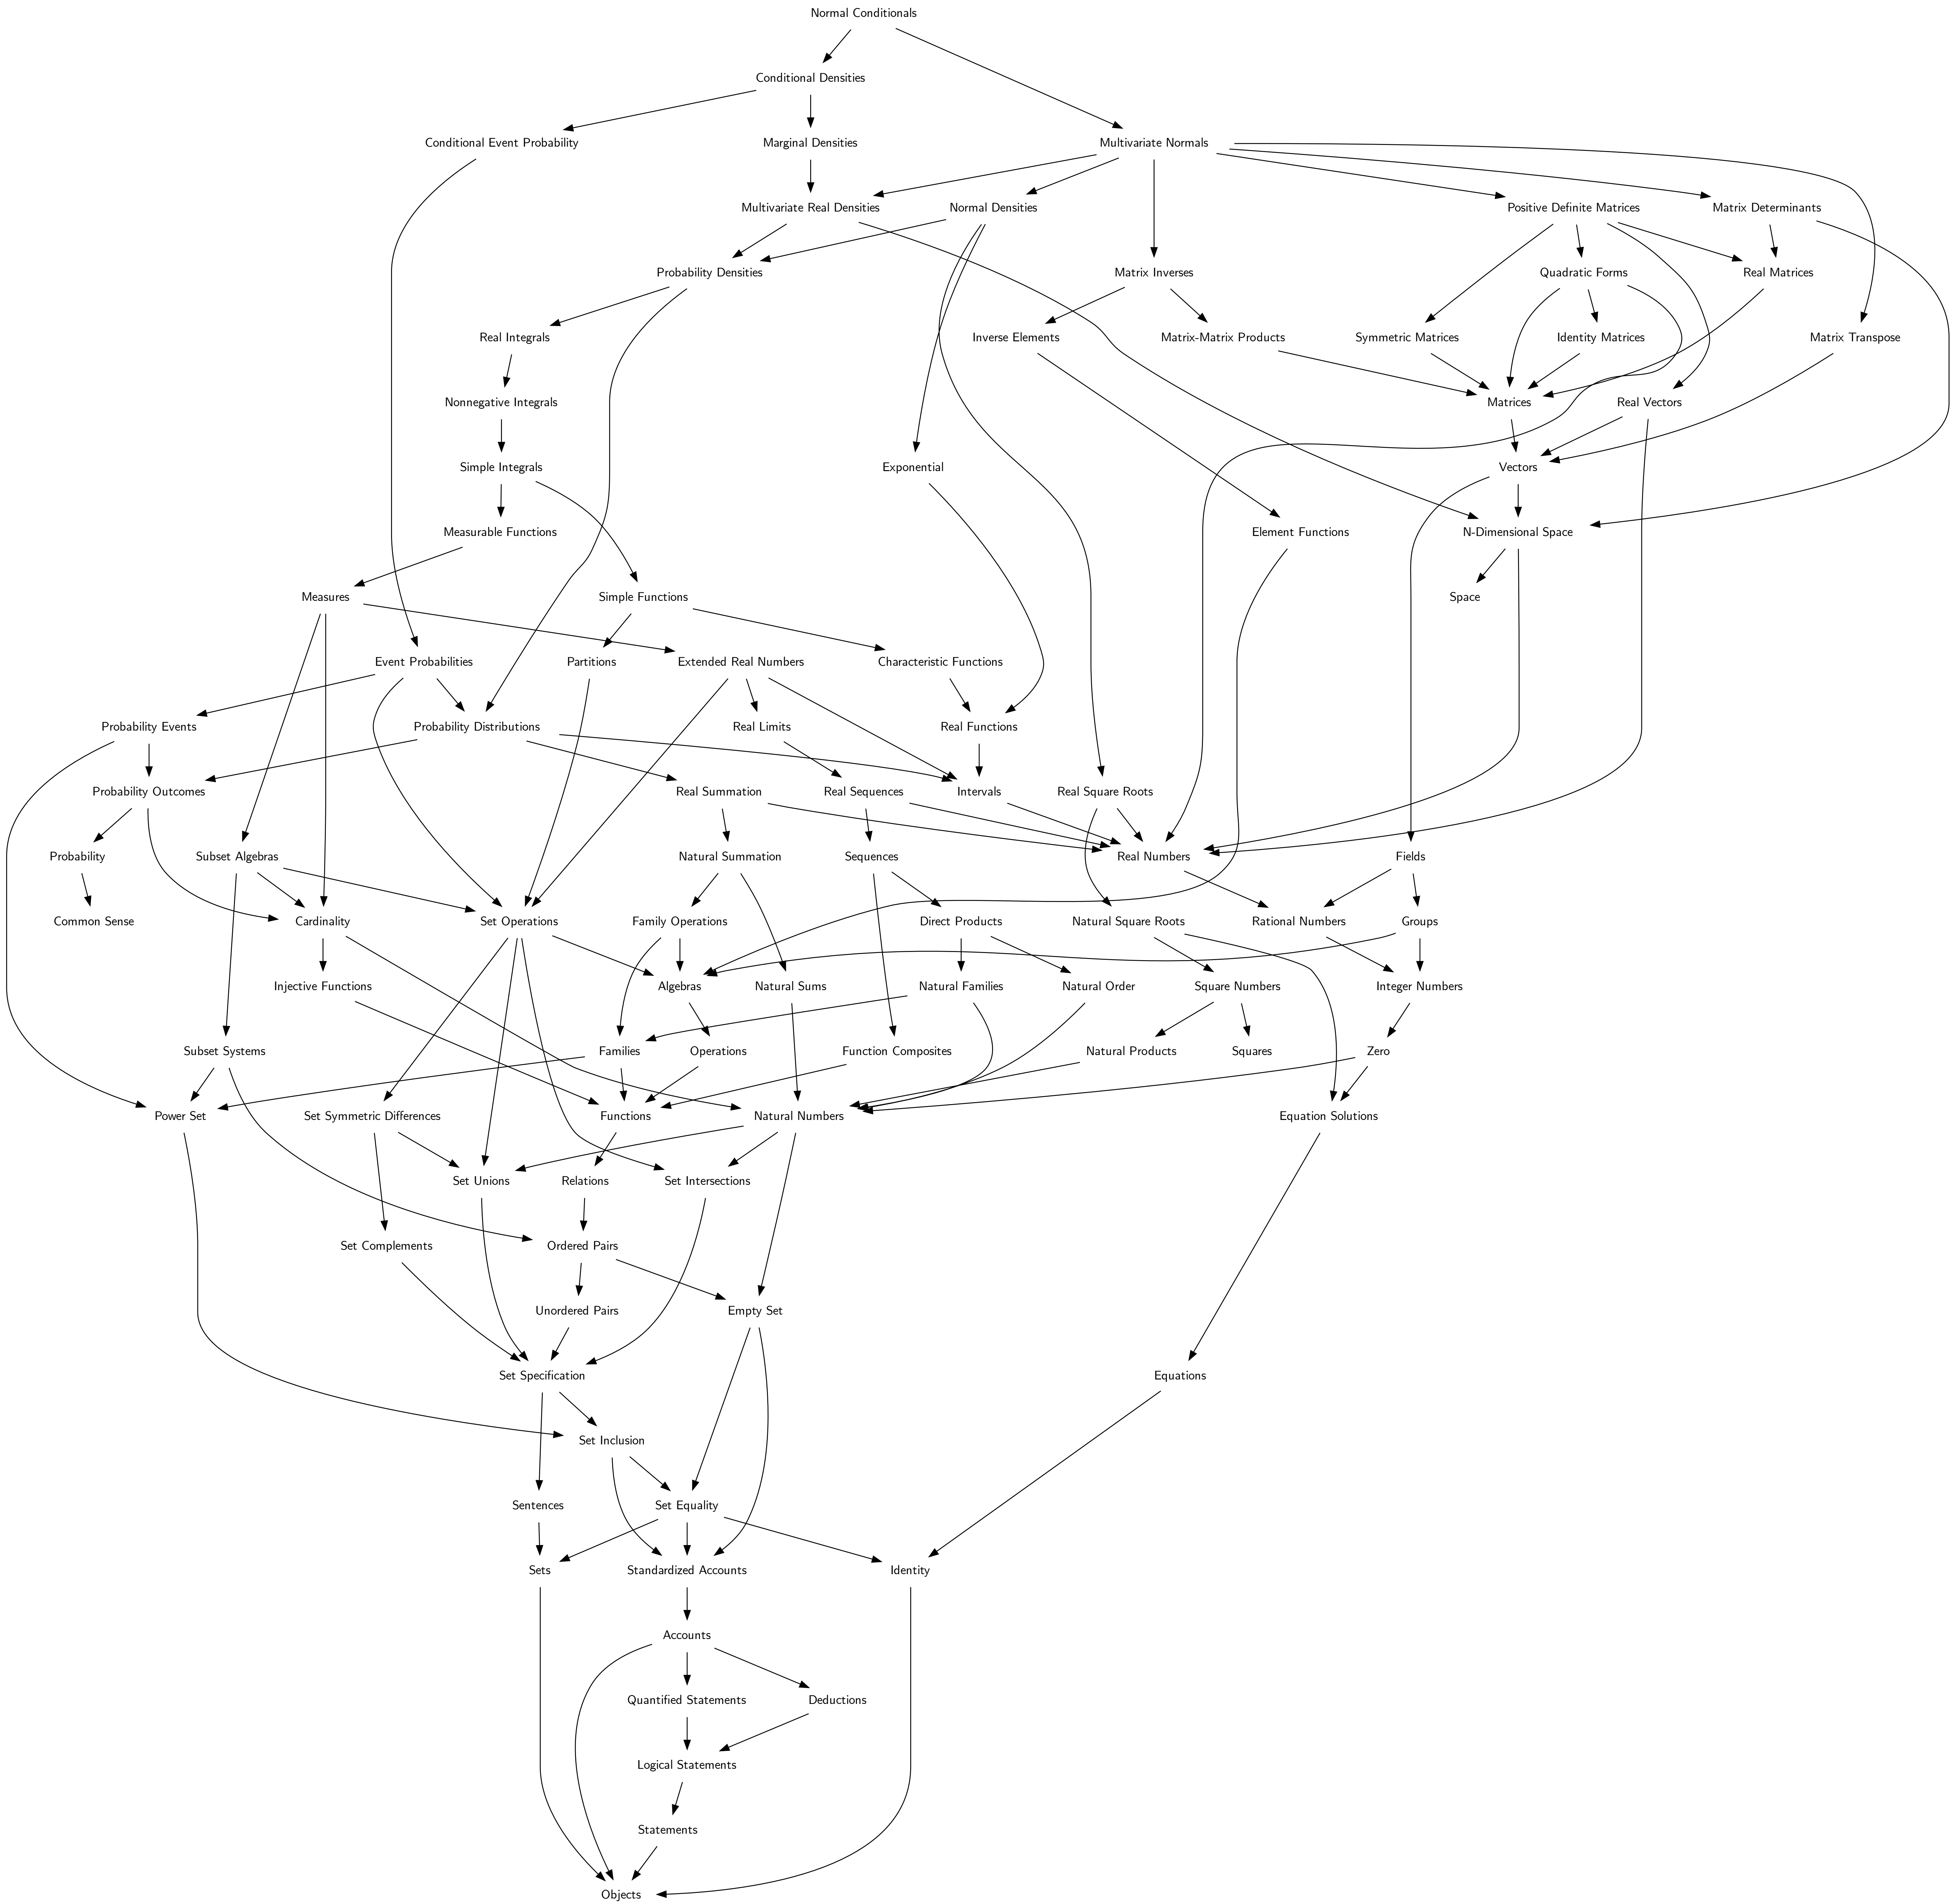 Normal Conditionals
Conditional Densities
Conditional Event Probability
Marginal Densities
Multivariate Normals
Multivariate Real Densities
Normal Densities
Positive Definite Matrices
Matrix Determinants
Probability Densities
Matrix Inverses
Quadratic Forms
Real Matrices
Real Integrals
Inverse Elements
Matrix-Matrix Products
Symmetric Matrices
Identity Matrices
Matrix Transpose
Nonnegative Integrals
Matrices
Real Vectors
Simple Integrals
Exponential
Vectors
Measurable Functions
Element Functions
N-Dimensional Space
Measures
Simple Functions
Space
Event Probabilities
Partitions
Extended Real Numbers
Characteristic Functions
Probability Events
Probability Distributions
Real Limits
Real Functions
Probability Outcomes
Real Summation
Real Sequences
Intervals
Real Square Roots
Probability
Subset Algebras
Natural Summation
Sequences
Real Numbers
Fields
Common Sense
Cardinality
Set Operations
Family Operations
Direct Products
Natural Square Roots
Rational Numbers
Groups
Injective Functions
Algebras
Natural Sums
Natural Families
Natural Order
Square Numbers
Integer Numbers
Subset Systems
Families
Operations
Function Composites
Natural Products
Squares
Zero
Power Set
Set Symmetric Differences
Functions
Natural Numbers
Equation Solutions
Set Unions
Relations
Set Intersections
Set Complements
Ordered Pairs
Unordered Pairs
Empty Set
Set Specification
Equations
Set Inclusion
Sentences
Set Equality
Sets
Standardized Accounts
Identity
Accounts
Quantified Statements
Deductions
Logical Statements
Statements
Objects